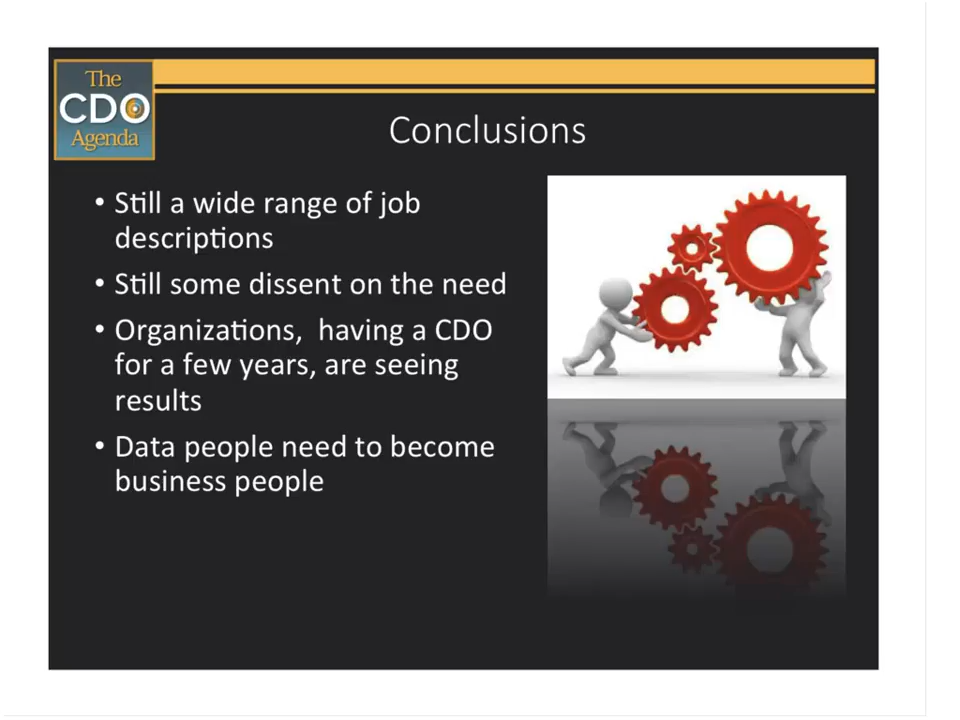 The
CDO
Agenda
Conclusions
• Still a wide range of job
descriptions
• Still some dissent on the need
• Organizations,  having a CDO
for a few years, are seeing
results
• Data people need to become
business people